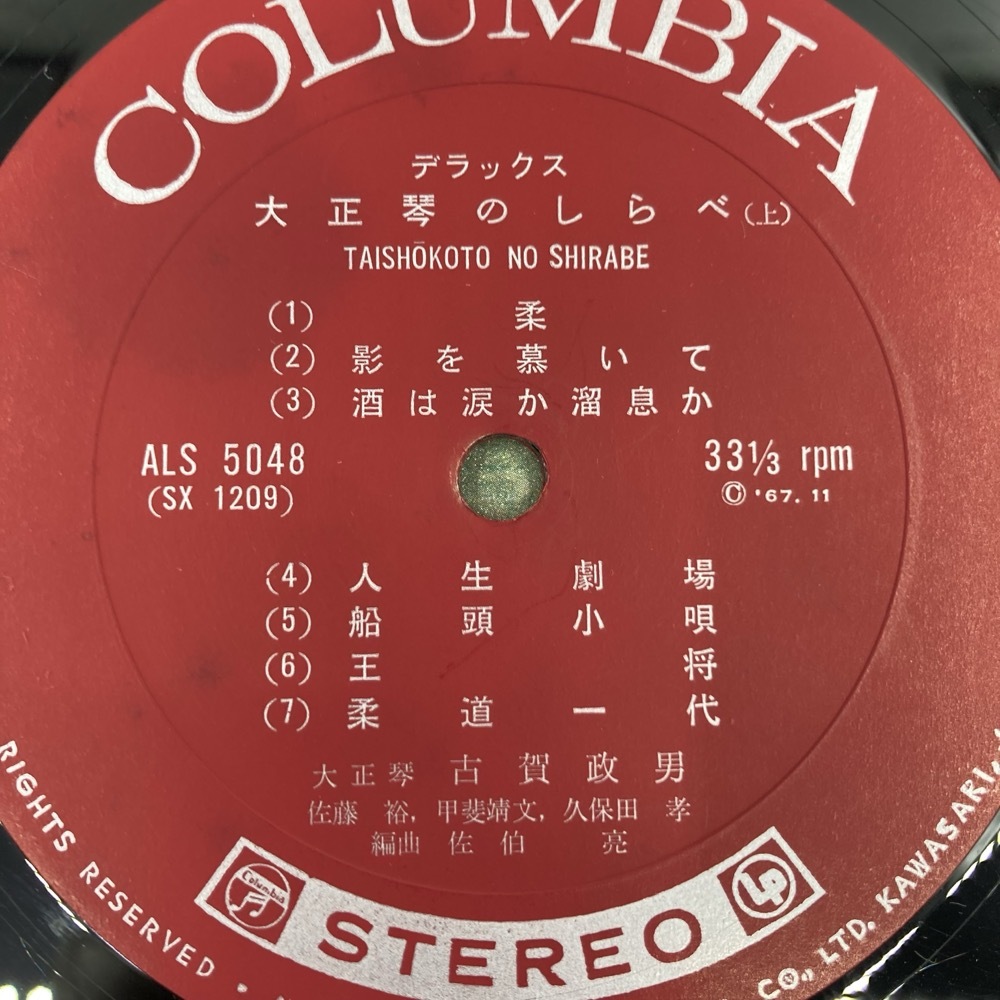 COLUMBIA
デラックス
大正琴のしらべ(上)
TAISHŌKOTO NO SHIRABE
(1) 柔
(2) 影を慕いて
(3) 酒は涙か溜息か
ALS 5048
(SX 1209)
33 1/3 rpm
Ⓒ '67. 11
(4) 人生劇場
(5) 船頭小唄
(6) 王将
(7) 柔道一代
大正琴 古賀政男
佐藤 裕, 甲斐靖文, 久保田 孝
編曲 佐伯 亮
Columbia
STEREO
LP
RIGHTS RESERVED
CO., LTD. KAWASARI,